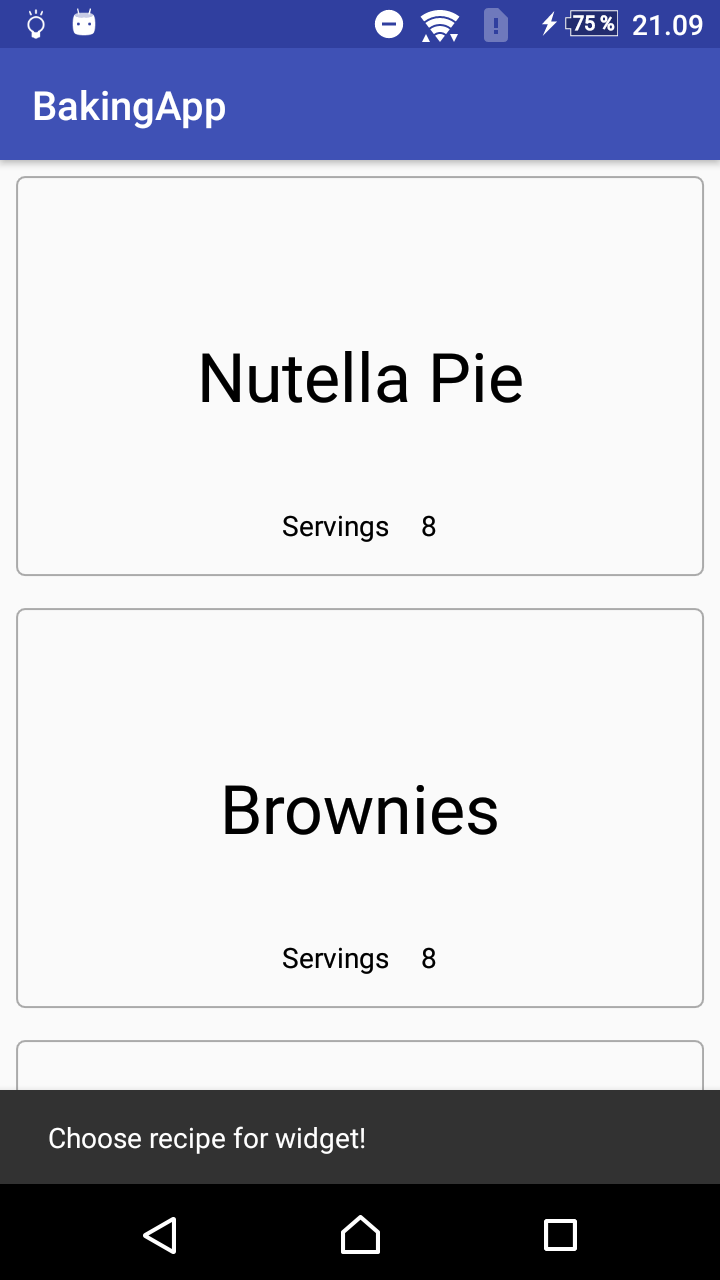 75 % 21.09
BakingApp
Nutella Pie
Servings 8
Brownies
Servings 8
Choose recipe for widget!